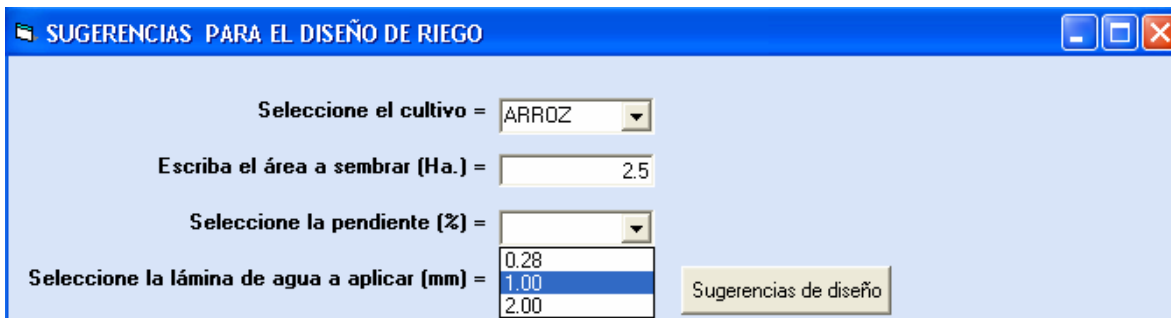 SUGERENCIAS PARA EL DISEÑO DE RIEGO
Seleccione el cultivo = ARROZ
Escriba el área a sembrar (Ha.) = 2.5
Seleccione la pendiente (%) =
0.28
Seleccione la lámina de agua a aplicar (mm) = 1.00 Sugerencias de diseño
2.00